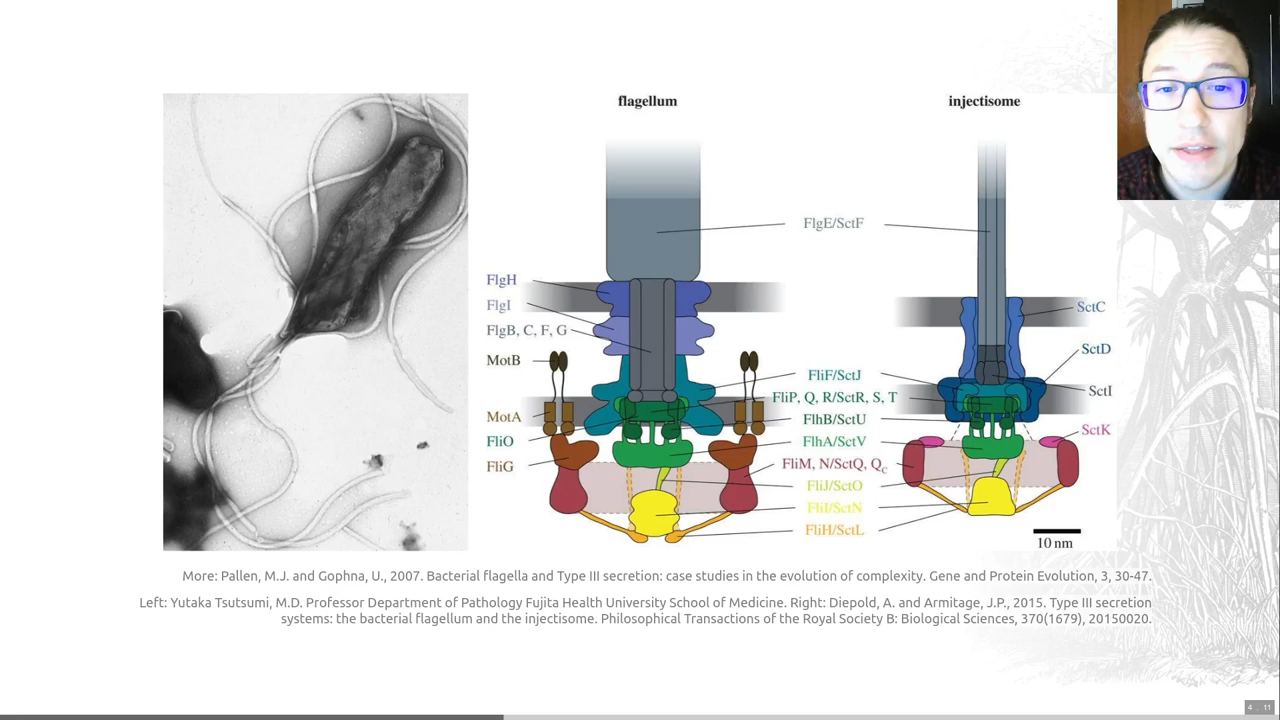 flagellum
injectisome
FlgE/SctF
FlgH
FlgI
FlgB, C, F, G
MotB
MotA
FliO
FliG
FliF/SctJ
FliP, Q, R/SctR, S, T
FlhB/SctU
FlhA/SctV
FliM, N/SctQ, QC
FliJ/SctO
FliI/SctN
FliH/SctL
SctC
SctD
SctI
SctK
10 nm
More: Pallen, M.J. and Gophna, U., 2007. Bacterial flagella and Type III secretion: case studies in the evolution of complexity. Gene and Protein Evolution, 3, 30-47.
Left: Yutaka Tsutsumi, M.D. Professor Department of Pathology Fujita Health University School of Medicine. Right: Diepold, A. and Armitage, J.P., 2015. Type III secretion
systems: the bacterial flagellum and the injectisome. Philosophical Transactions of the Royal Society B: Biological Sciences, 370(1679), 20150020.
4 11